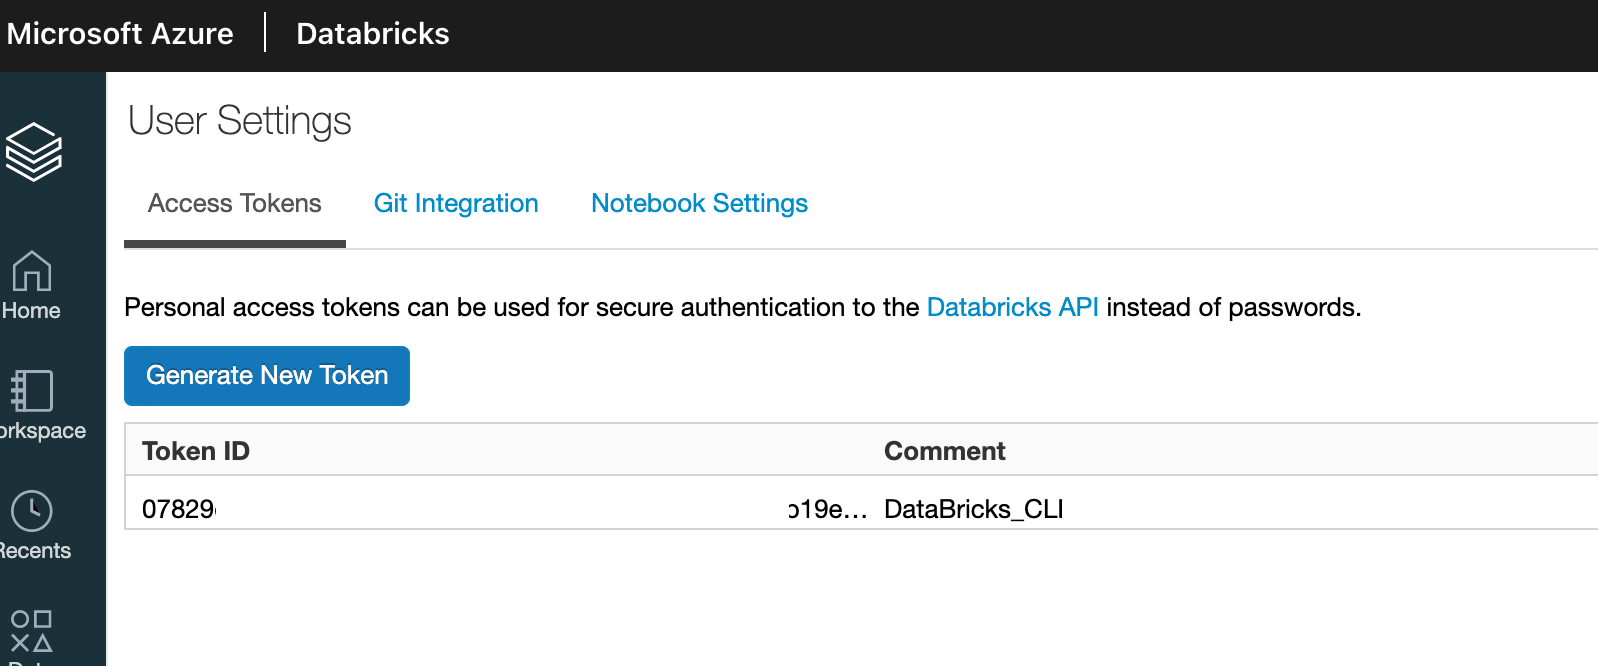 Microsoft Azure Databricks
User Settings
Access Tokens Git Integration Notebook Settings
Home
Personal access tokens can be used for secure authentication to the Databricks API instead of passwords.
Generate New Token
orkspace
Token ID Comment
07829 19e... DataBricks_CLI
Recents